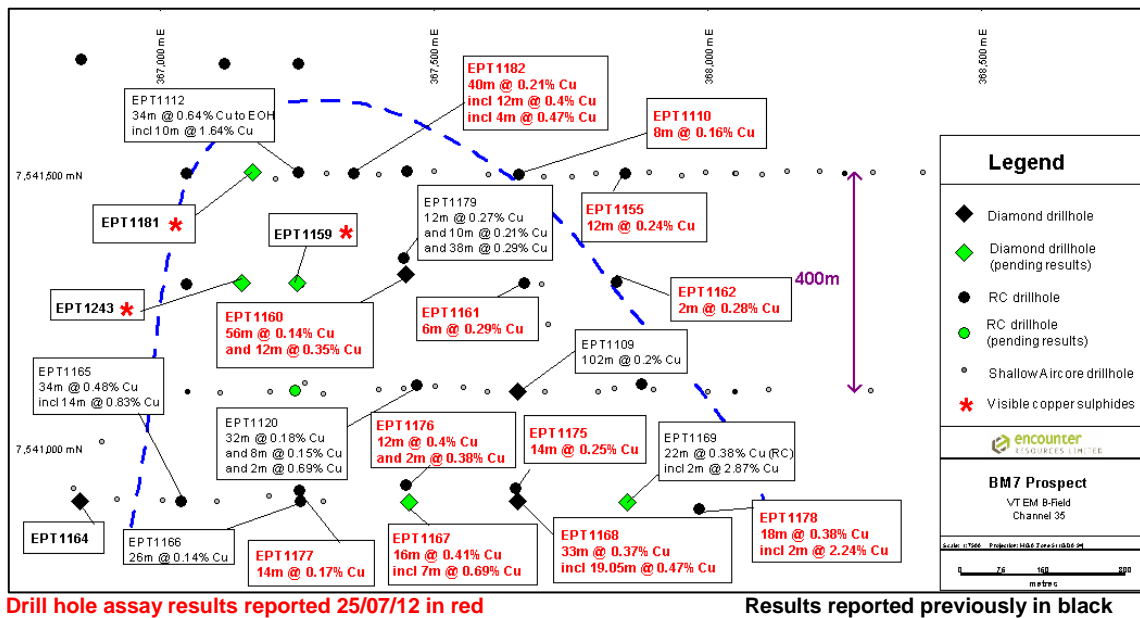 367,000 mE
367,500 mE
368,000 mE
368,500 mE
EPT1182
40m @ 0.21% Cu
incl 12m @ 0.4% Cu
incl 4m @ 0.47% Cu
EPT1112
34m @ 0.64% Cu to EOH
incl 10m @ 1.64% Cu
EPT1110
8m @ 0.16% Cu
7,541,500 mN
EPT1181 *
EPT1159 *
EPT1179
12m @ 0.27% Cu
and 10m @ 0.21% Cu
and 38m @ 0.29% Cu
EPT1155
12m @ 0.24% Cu
400m
EPT1243 *
EPT1160
56m @ 0.14% Cu
and 12m @ 0.35% Cu
EPT1161
6m @ 0.29% Cu
EPT1162
2m @ 0.28% Cu
EPT1109
102m @ 0.2% Cu
EPT1165
34m @ 0.48% Cu
incl 14m @ 0.83% Cu
EPT1120
32m @ 0.18% Cu
and 8m @ 0.15% Cu
and 2m @ 0.69% Cu
EPT1176
12m @ 0.4% Cu
and 2m @ 0.38% Cu
EPT1175
14m @ 0.25% Cu
EPT1169
22m @ 0.38% Cu (RC)
incl 2m @ 2.87% Cu
7,541,000 mN
EPT1164
EPT1166
26m @ 0.14% Cu
EPT1177
14m @ 0.17% Cu
EPT1167
16m @ 0.41% Cu
incl 7m @ 0.69% Cu
EPT1168
33m @ 0.37% Cu
incl 19.05m @ 0.47% Cu
EPT1178
18m @ 0.38% Cu
incl 2m @ 2.24% Cu
Legend
Diamond drillhole
Diamond drillhole
(pending results)
RC drillhole
RC drillhole
(pending results)
Shallow Aircore drillhole
* Visible copper sulphides
encounter
RESOURCES LIMITED
BM7 Prospect
VTEM B-Field
Channel 35
Scale: 1:7500
0 76 160 300
metres
Drill hole assay results reported 25/07/12 in red
Results reported previously in black